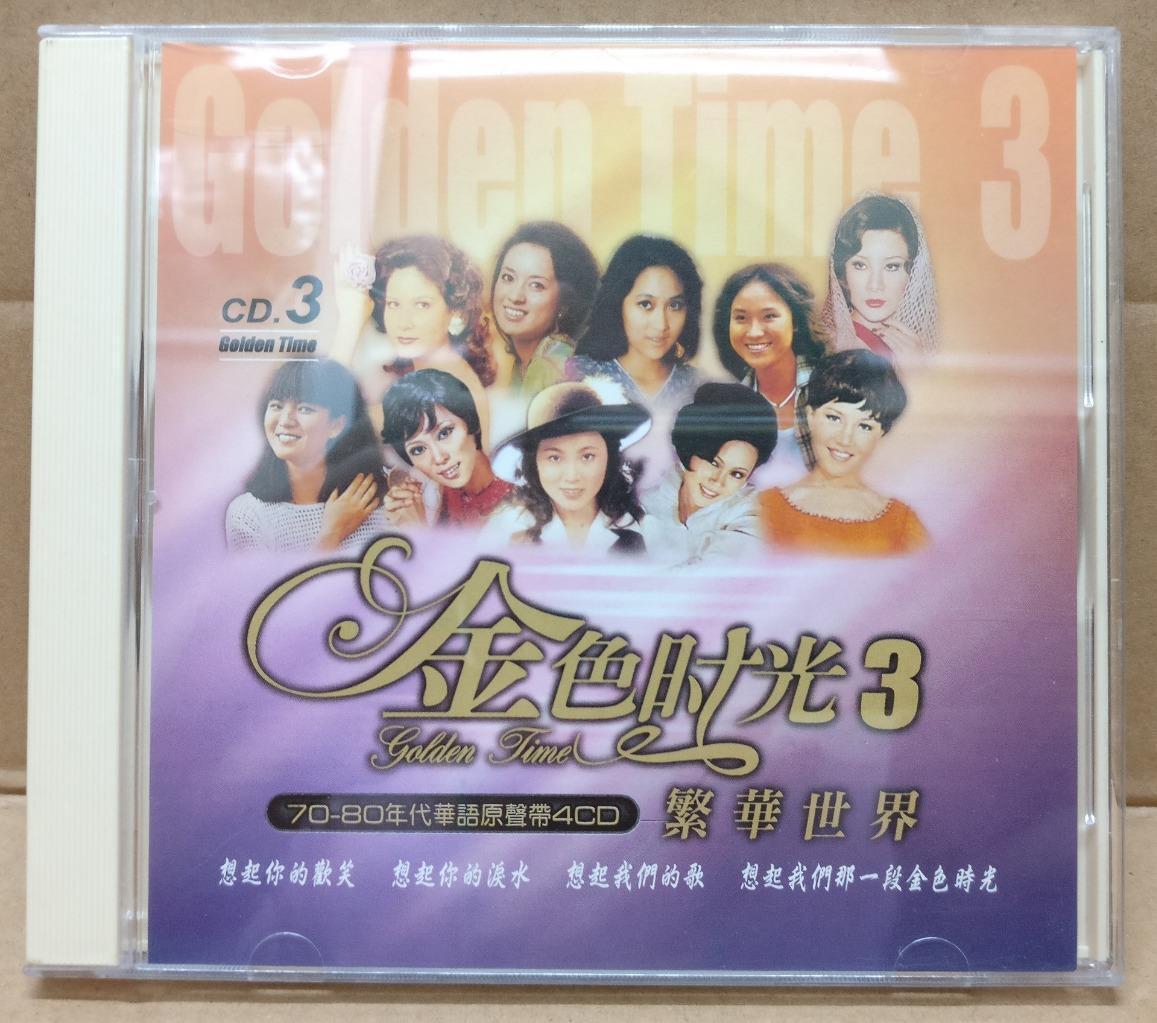 Golden Time 3
CD.3
Golden Time
金色时光3
Golden Time
70-80年代華語原聲帶4CD
繁華世界
想起你的歡笑 想起你的淚水 想起我們的歌 想起我們那一段金色時光